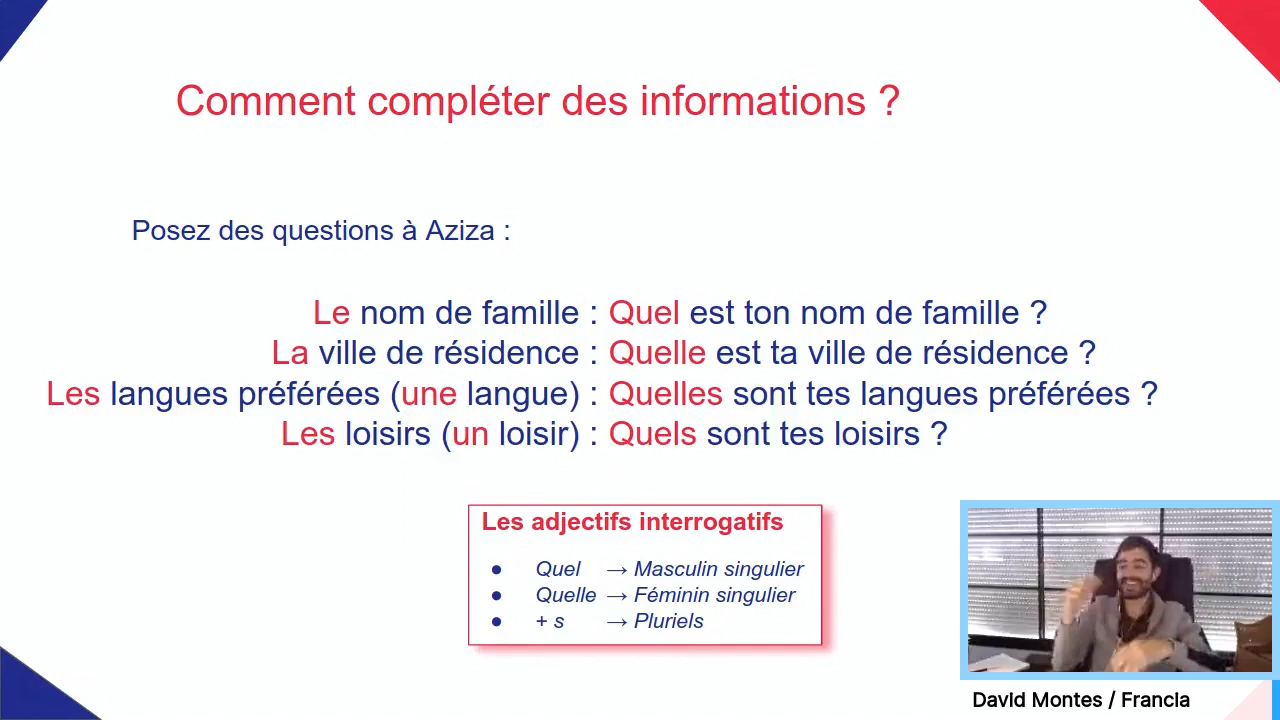 Comment compléter des informations ?
Posez des questions à Aziza :
Le nom de famille : Quel est ton nom de famille ?
La ville de résidence : Quelle est ta ville de résidence ?
Les langues préférées (une langue) : Quelles sont tes langues préférées ?
Les loisirs (un loisir) : Quels sont tes loisirs ?
Les adjectifs interrogatifs
● Quel → Masculin singulier
● Quelle → Féminin singulier
● + s → Pluriels
David Montes / Francia